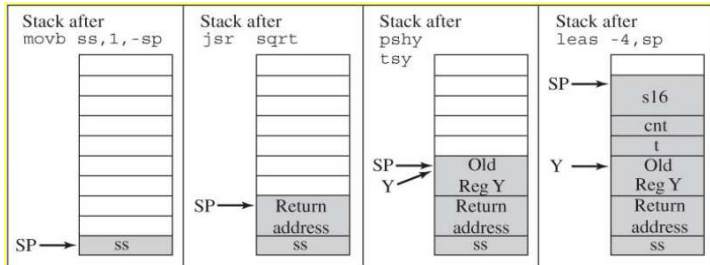 Stack after
movb ss,1,-sp
SP
ss
Stack after
jsr sqrt
SP
Return
address
ss
Stack after
pshy
tsy
SP
Y
Old
Reg Y
Return
address
ss
Stack after
leas -4,sp
SP
s16
cnt
t
Y
Old
Reg Y
Return
address
ss